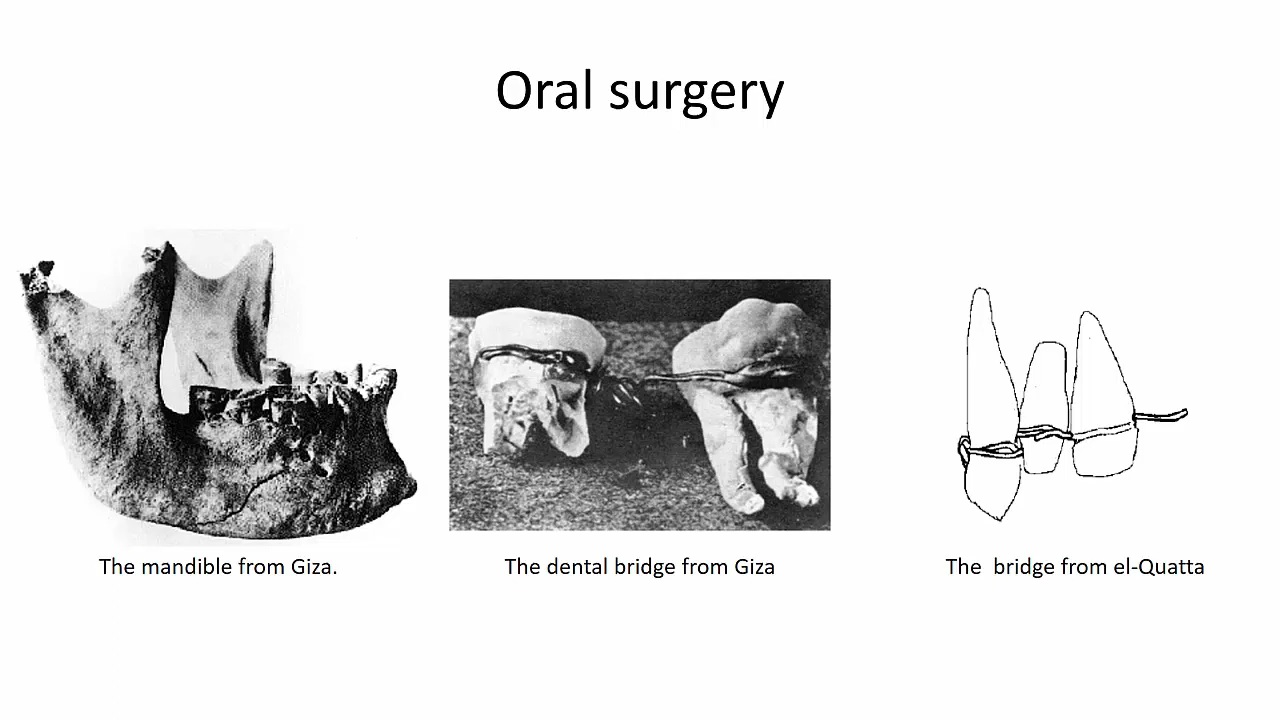 Oral surgery
The mandible from Giza.
The dental bridge from Giza
The  bridge from el-Quatta